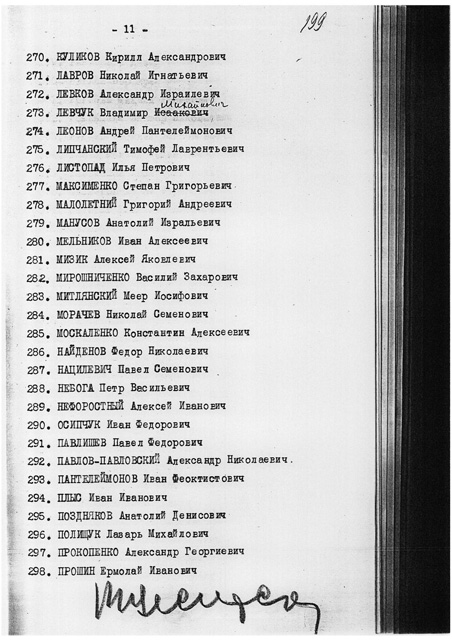 - 11 -
199
270. КУЛИКОВ Кирилл Александрович
271. ЛАВРОВ Николай Игнатьевич
272. ЛЕВКОВ Александр Израилевич
Михайлович
273. ЛЕВЧУК Владимир Исаакович
274. ЛЕОНОВ Андрей Пантелеймонович
275. ЛИПЧАНСКИЙ Тимофей Лаврентьевич
276. ЛИСТОПАД Илья Петрович
277. МАКСИМЕНКО Степан Григорьевич
278. МАЛОЛЕТНИЙ Григорий Андреевич
279. МАНУСОВ Анатолий Изральевич
280. МЕЛЬНИКОВ Иван Алексеевич
281. МИЗИК Алексей Яковлевич
282. МИРОШНИЧЕНКО Василий Захарович
283. МИТЛЯНСКИЙ Меер Иосифович
284. МОРАЧЕВ Николай Семенович
285. МОСКАЛЕНКО Константин Алексеевич
286. НАЙДЕНОВ Федор Николаевич
287. НАЦИЛЕВИЧ Павел Семенович
288. НЕБОГА Петр Васильевич
289. НЕФОРОСТНЫЙ Алексей Иванович
290. ОСИПЧУК Иван Федорович
291. ПАВЛИШЕВ Павел Федорович
292. ПАВЛОВ-ПАВЛОВСКИЙ Александр Николаевич.
293. ПАНТЕЛЕЙМОНОВ Иван Феоктистович
294. ПЛЫС Иван Иванович
295. ПОЗДНЯКОВ Анатолий Денисович
296. ПОЛИЩУК Лазарь Михайлович
297. ПРОКОПЕНКО Александр Георгиевич
298. ПРОШИН Ермолай Иванович